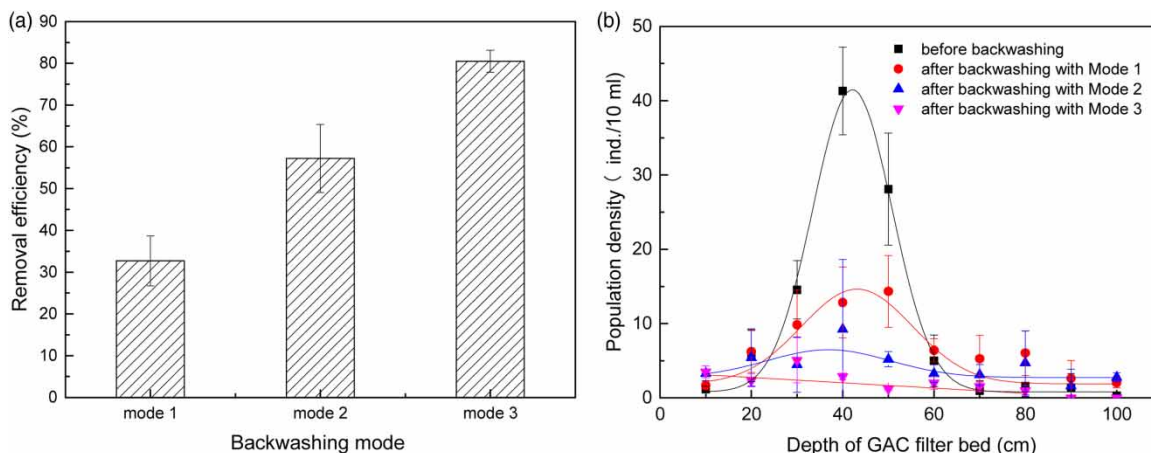 (a)
90
80
70
60
50
40
30
20
10
0
Removal efficiency (%)
mode 1 mode 2 mode 3
Backwashing mode
(b)
50
40
30
20
10
0
Population density ( ind./10 ml)
before backwashing
after backwashing with Mode 1
after backwashing with Mode 2
after backwashing with Mode 3
0 20 40 60 80 100
Depth of GAC filter bed (cm)